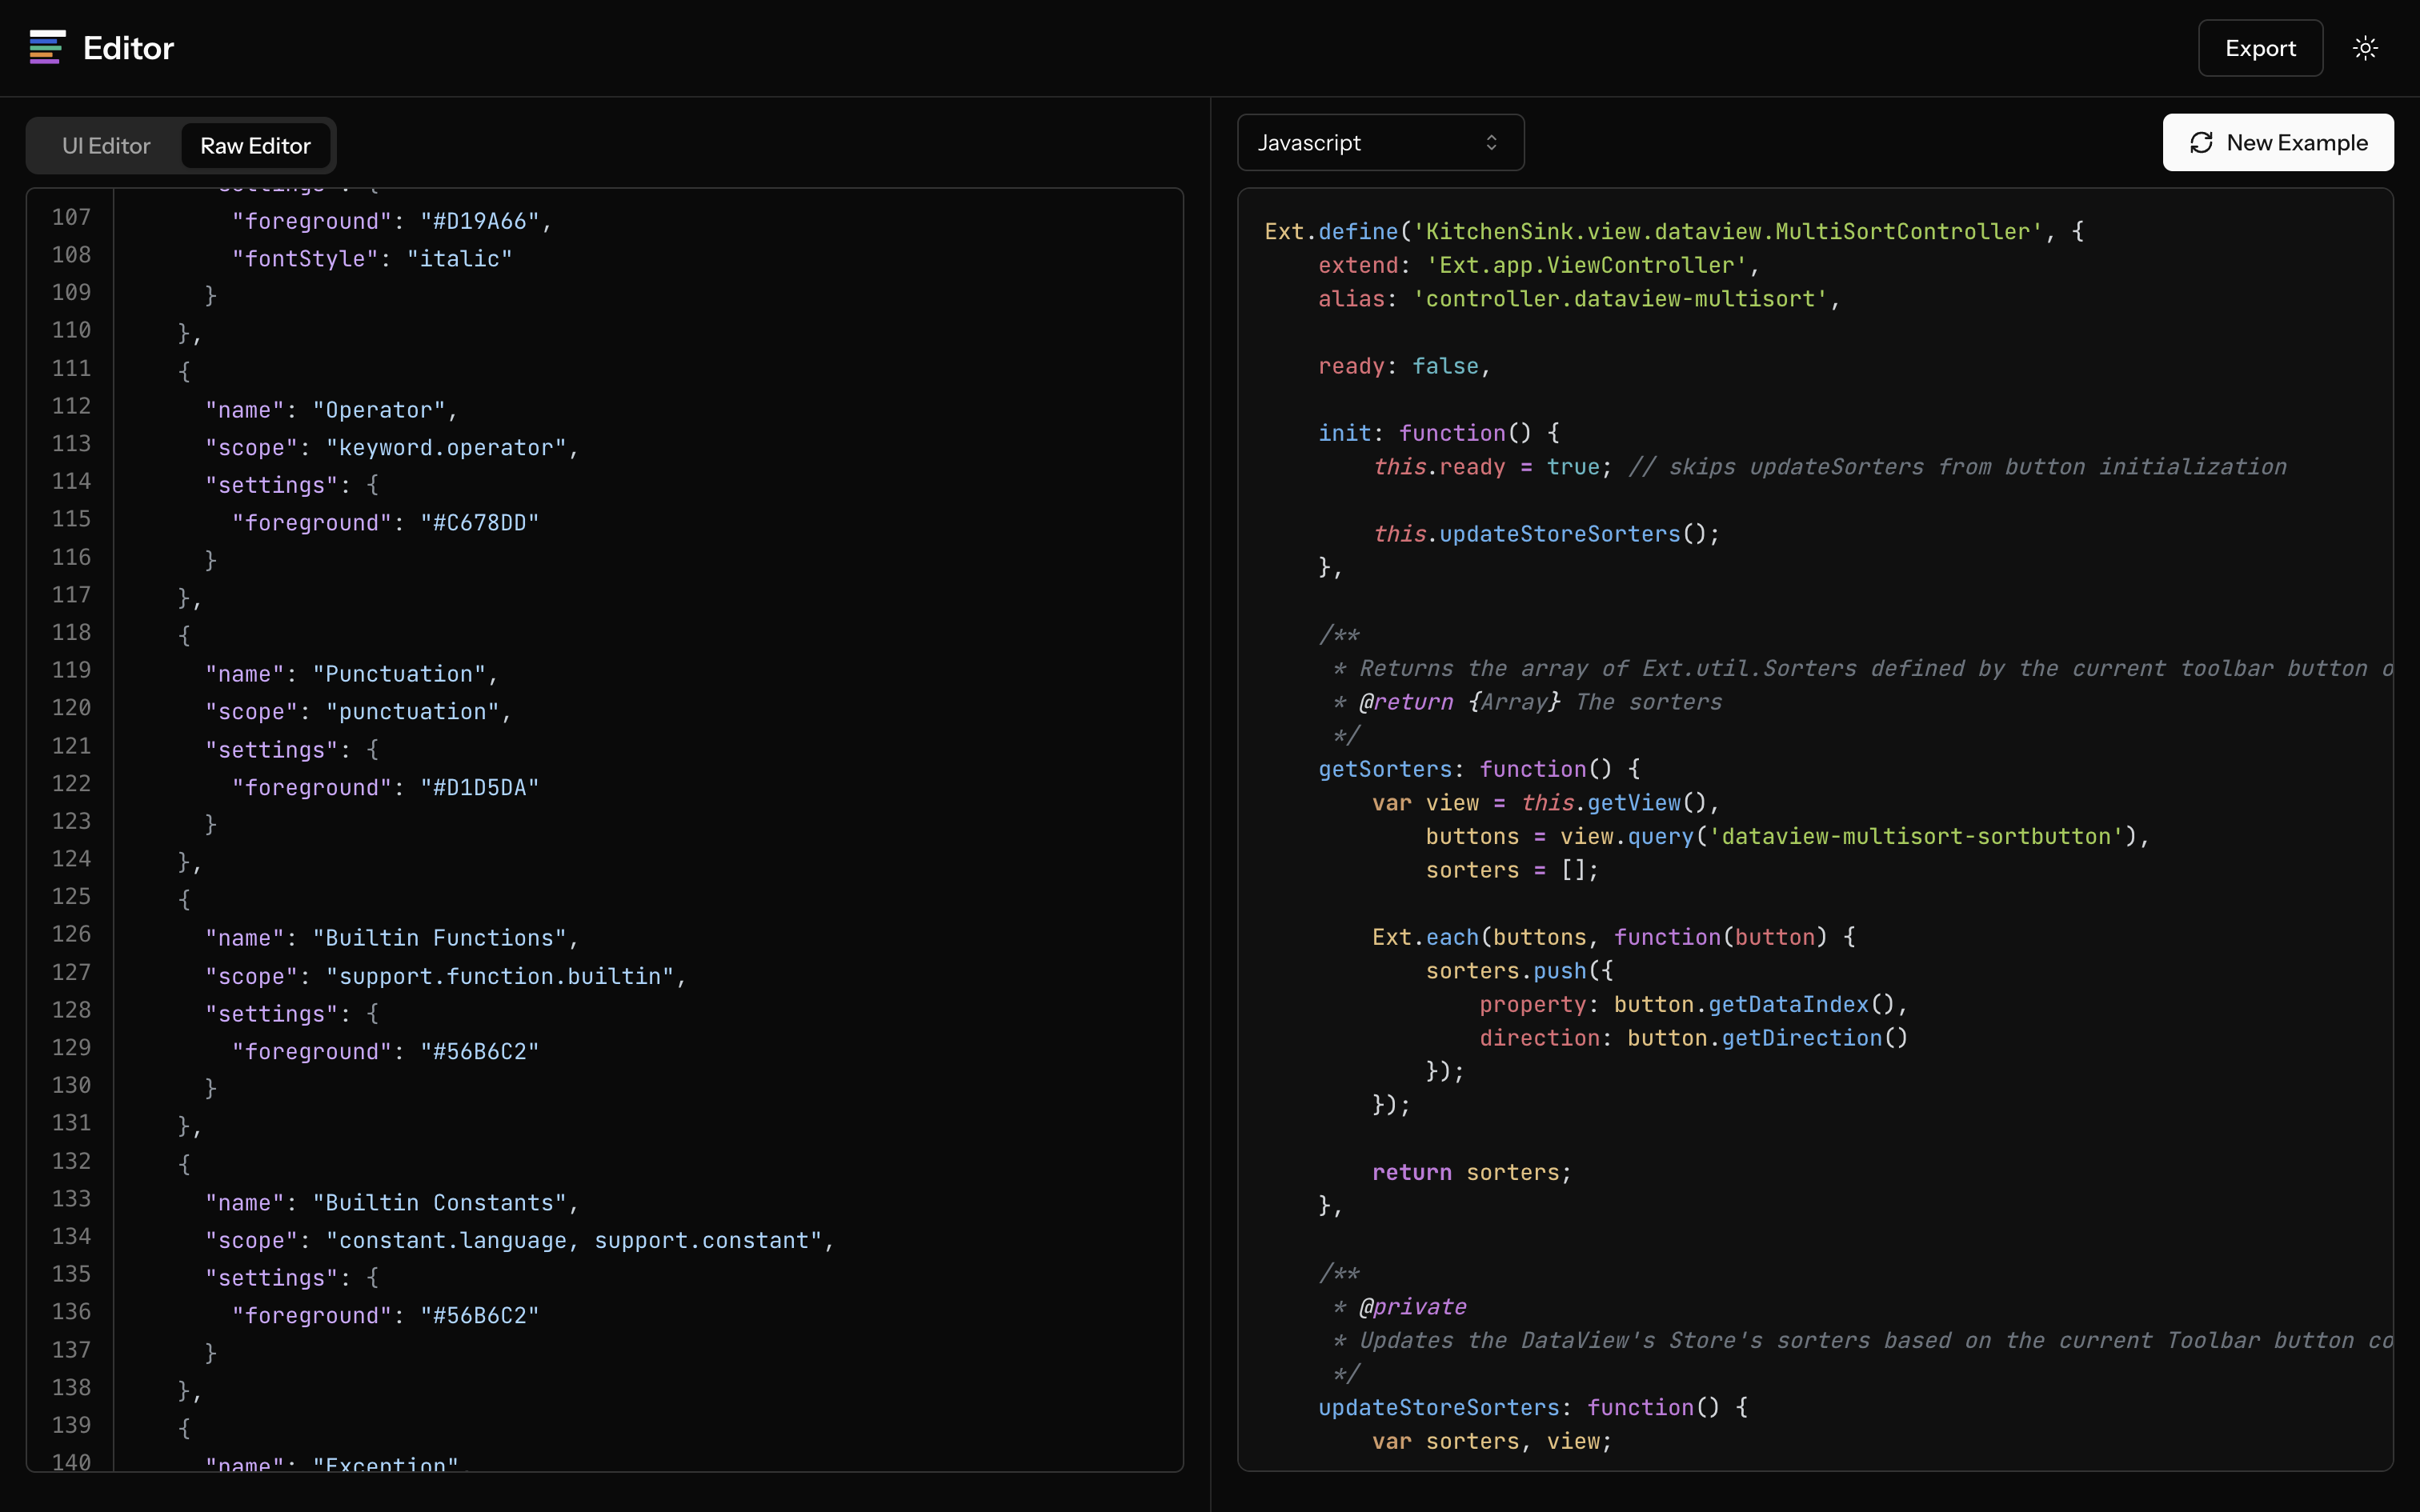 Editor
Export
UI Editor
Raw Editor
Javascript
New Example
"settings": {
107 "foreground": "#D19A66",
108 "fontStyle": "italic"
109 }
110 },
111 {
112 "name": "Operator",
113 "scope": "keyword.operator",
114 "settings": {
115 "foreground": "#C678DD"
116 }
117 },
118 {
119 "name": "Punctuation",
120 "scope": "punctuation",
121 "settings": {
122 "foreground": "#D1D5DA"
123 }
124 },
125 {
126 "name": "Builtin Functions",
127 "scope": "support.function.builtin",
128 "settings": {
129 "foreground": "#56B6C2"
130 }
131 },
132 {
133 "name": "Builtin Constants",
134 "scope": "constant.language, support.constant",
135 "settings": {
136 "foreground": "#56B6C2"
137 }
138 },
139 {
140 "name": "Exception",
Ext.define('KitchenSink.view.dataview.MultiSortController', {
extend: 'Ext.app.ViewController',
alias: 'controller.dataview-multisort',
ready: false,
init: function() {
this.ready = true; // skips updateSorters from button initialization
this.updateStoreSorters();
},
/**
* Returns the array of Ext.util.Sorters defined by the current toolbar button o
* @return {Array} The sorters
*/
getSorters: function() {
var view = this.getView(),
buttons = view.query('dataview-multisort-sortbutton'),
sorters = [];
Ext.each(buttons, function(button) {
sorters.push({
property: button.getDataIndex(),
direction: button.getDirection()
});
});
return sorters;
},
/**
* @private
* Updates the DataView's Store's sorters based on the current Toolbar button co
*/
updateStoreSorters: function() {
var sorters, view;